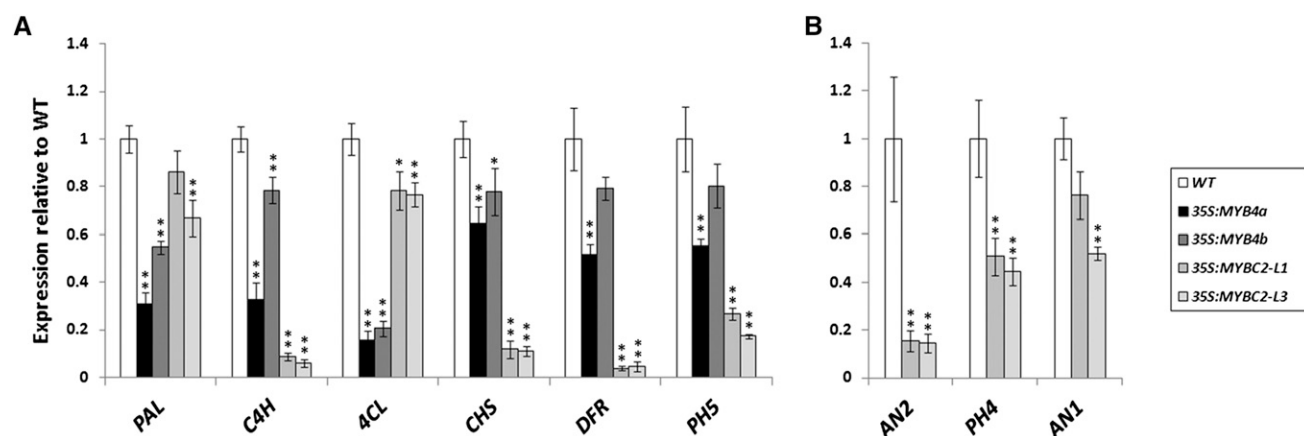 A
Expression relative to WT
1.4
1.2
1
0.8
0.6
0.4
0.2
0
** ** **
** ** ** **
** ** * **
** * ** **
** ** **
** ** **
PAL
C4H
4CL
CHS
DFR
PH5
B
1.4
1.2
1
0.8
0.6
0.4
0.2
0
** **
** **
**
AN2
PH4
AN1
WT
35S:MYB4a
35S:MYB4b
35S:MYBC2-L1
35S:MYBC2-L3